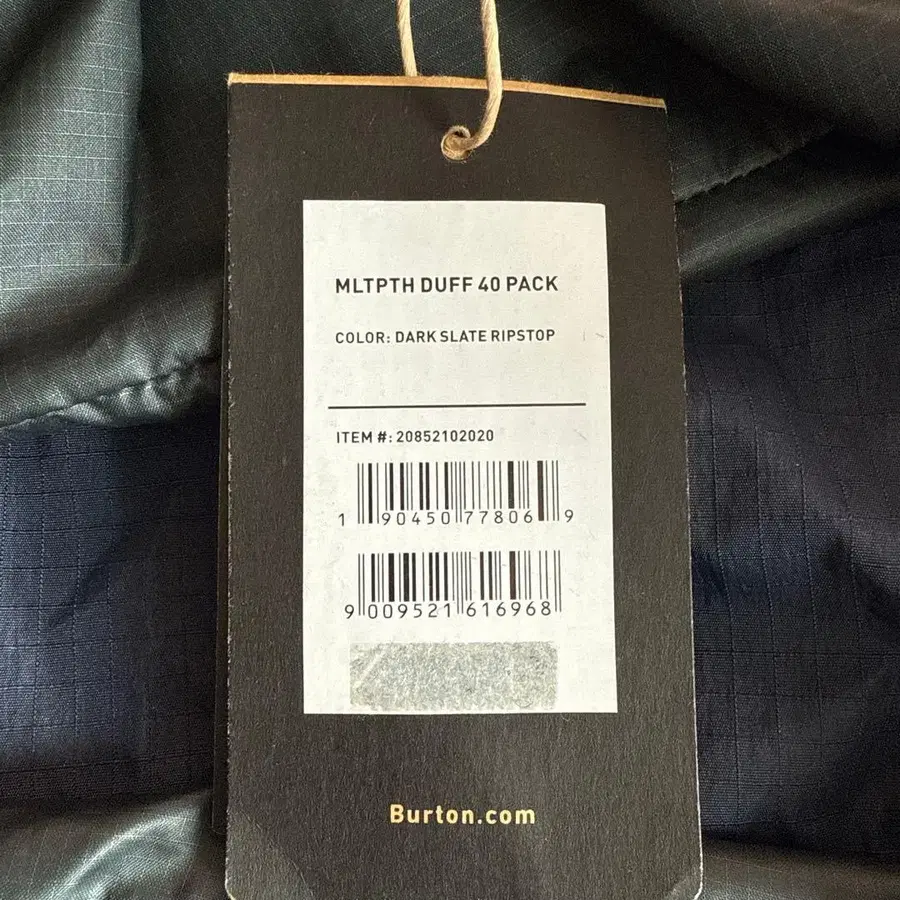 MLTPTH DUFF 40 PACK
COLOR: DARK SLATE RIPSTOP
ITEM #: 20852102020
1 90450 77806 9
9 009521 616968
Burton.com